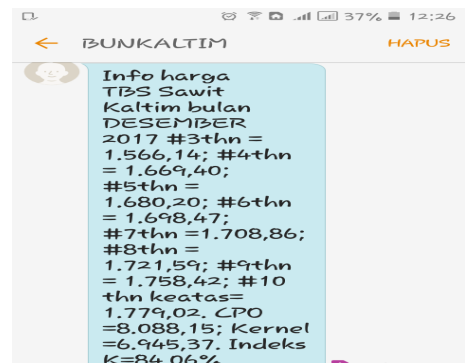 37% 12:26
BUNKALTIM HAPUS
Info harga
TBS Sawit
Kaltim bulan
DESEMBER
2017 #3thn =
1.566,14; #4thn
= 1.669,40;
#5thn =
1.680,20; #6thn
= 1.698,47;
#7thn =1.708,86;
#8thn =
1.721,59; #9thn
= 1.758,42; #10
thn keatas=
1.779,02. CPO
=8.088,15; Kernel
=6.945,37. Indeks
K=84,06%